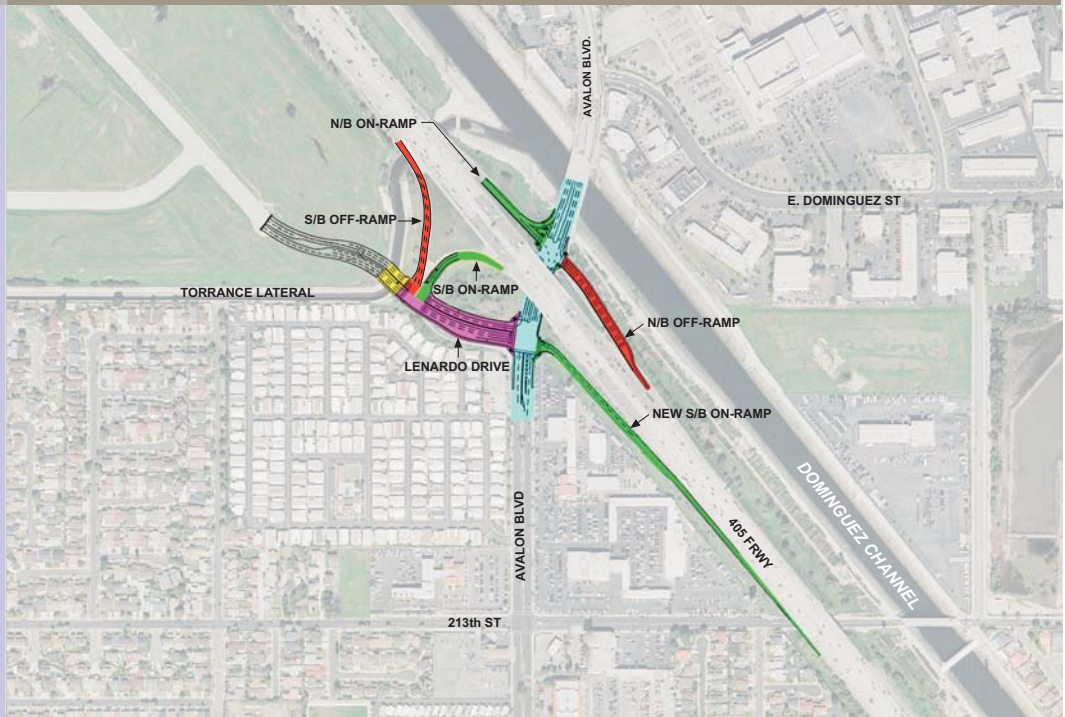 AVALON BLVD.
N/B ON-RAMP
E. DOMINGUEZ ST
S/B OFF-RAMP
S/B ON-RAMP
TORRANCE LATERAL
N/B OFF-RAMP
LENARDO DRIVE
NEW S/B ON-RAMP
DOMINGUEZ CHANNEL
AVALON BLVD
405 FRWY
213th ST